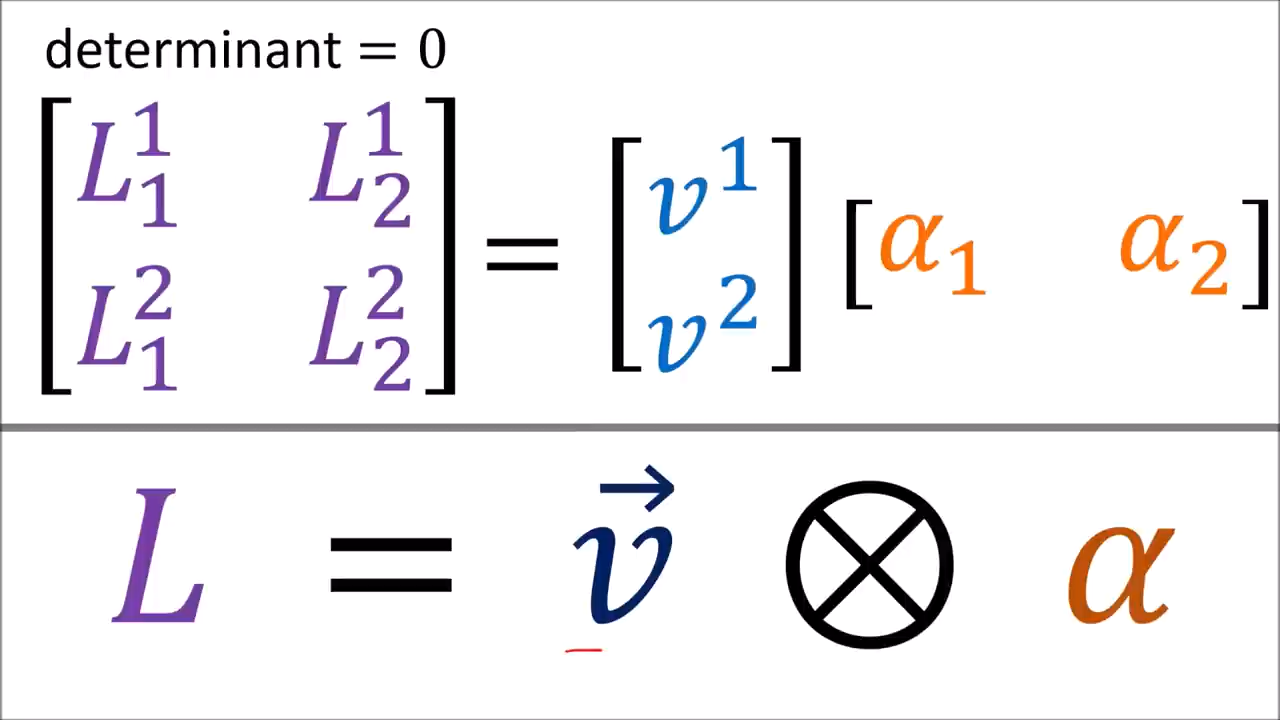 determinant = 0
[L¹₁ L¹₂ L²₁ L²₂] = [v¹ v²] [α₁ α₂]
L = v⃗ ⊗ α